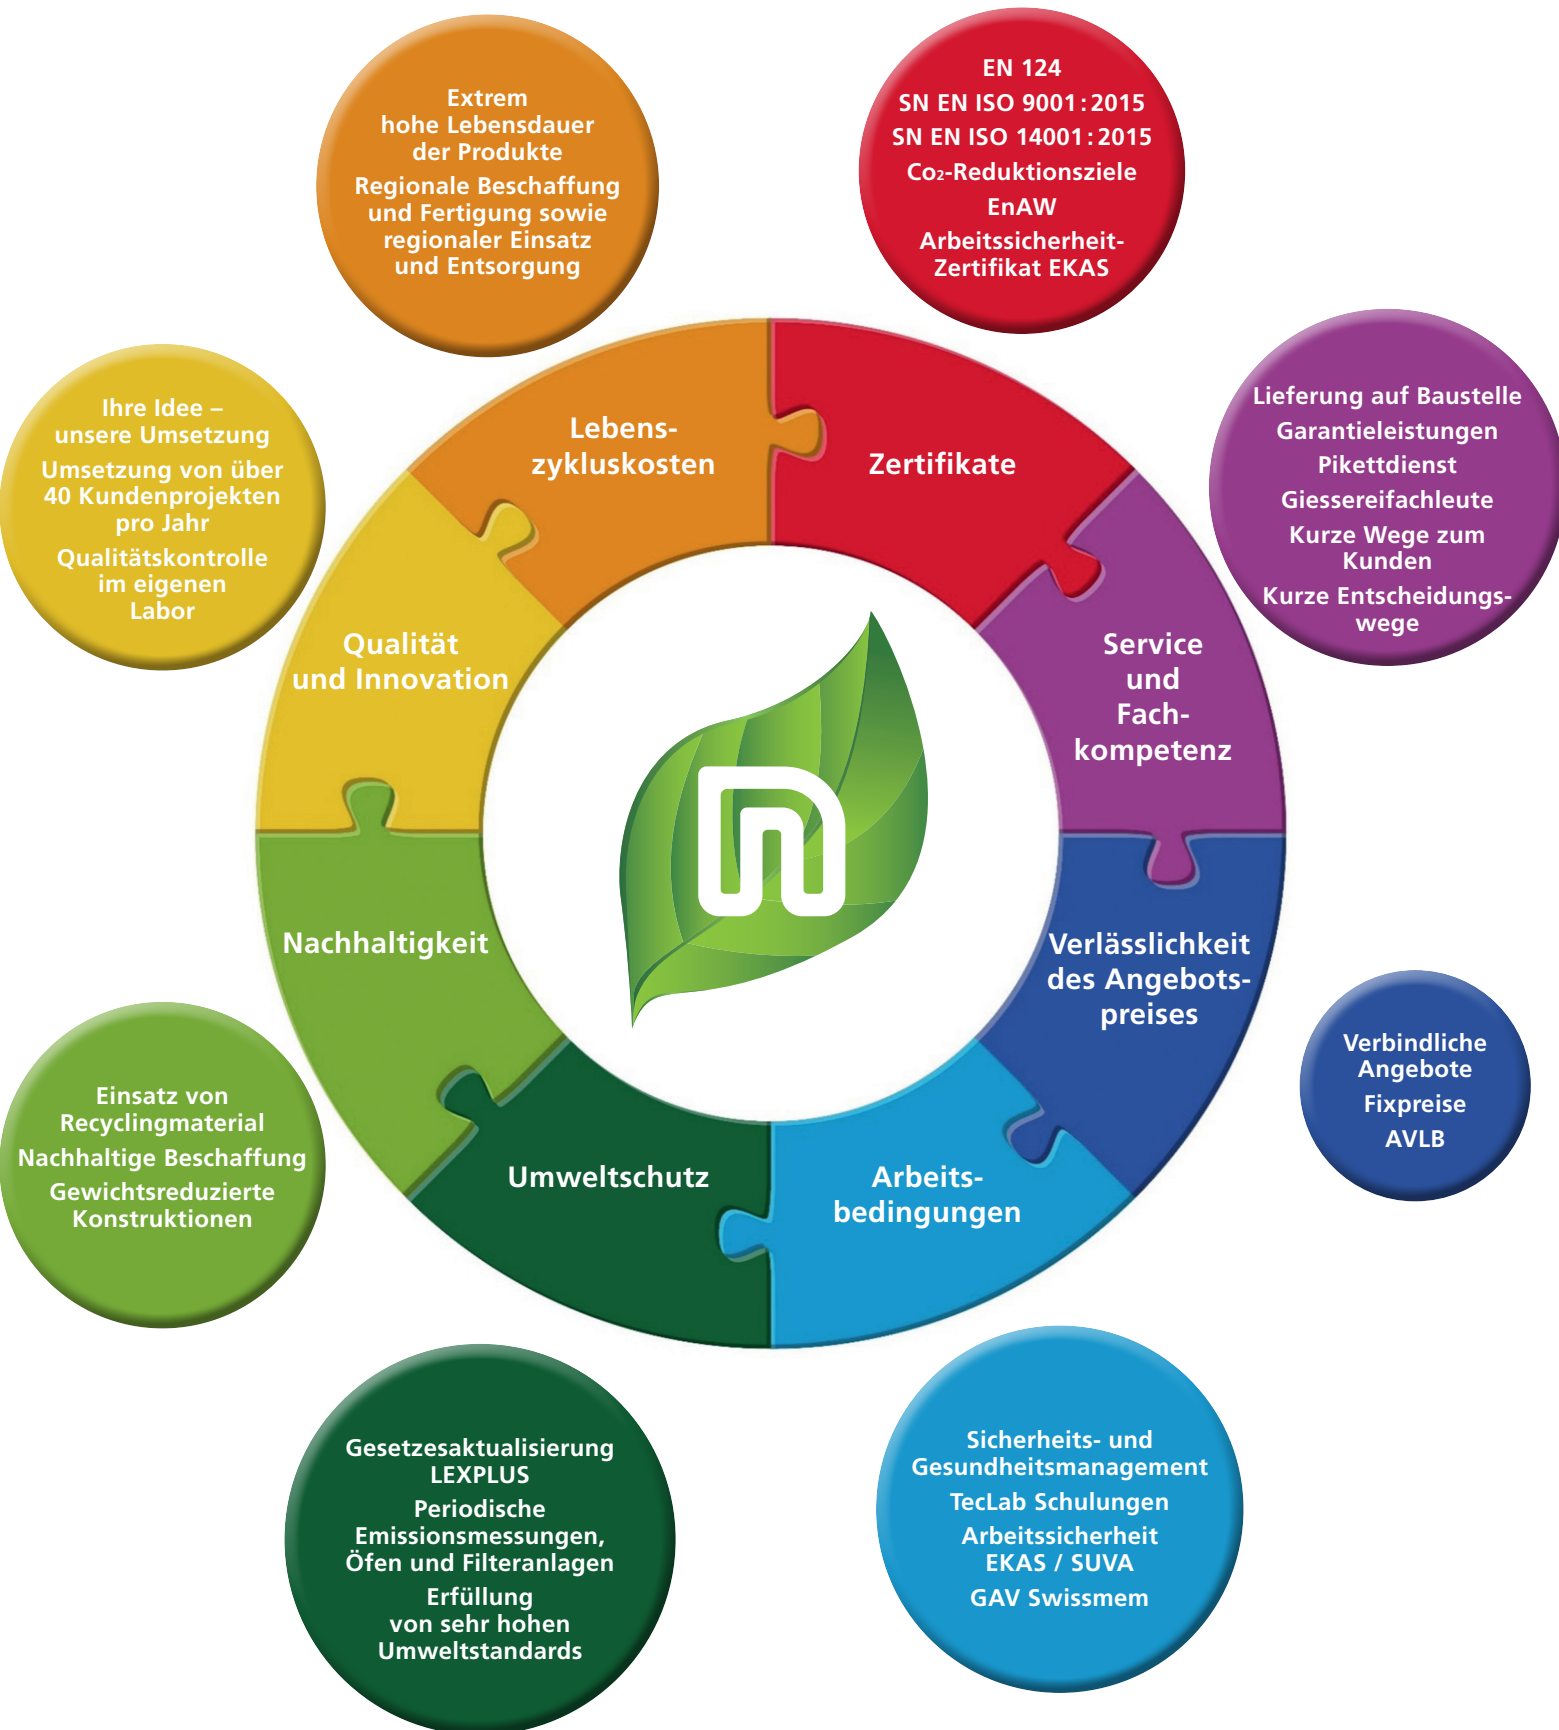 Extrem
hohe Lebensdauer
der Produkte
Regionale Beschaffung
und Fertigung sowie
regionaler Einsatz
und Entsorgung
EN 124
SN EN ISO 9001:2015
SN EN ISO 14001:2015
Co₂-Reduktionsziele
EnAW
Arbeitssicherheit-
Zertifikat EKAS
Ihre Idee –
unsere Umsetzung
Umsetzung von über
40 Kundenprojekten
pro Jahr
Qualitätskontrolle
im eigenen
Labor
Lieferung auf Baustelle
Garantieleistungen
Pikettdienst
Giessereifachleute
Kurze Wege zum
Kunden
Kurze Entscheidungs-
wege
Lebens-
zykluskosten
Zertifikate
Qualität
und Innovation
Service
und
Fach-
kompetenz
n
Nachhaltigkeit
Verlässlichkeit
des Angebots-
preises
Umweltschutz
Arbeits-
bedingungen
Einsatz von
Recyclingmaterial
Nachhaltige Beschaffung
Gewichtsreduzierte
Konstruktionen
Verbindliche
Angebote
Fixpreise
AVLB
Gesetzesaktualisierung
LEXPLUS
Periodische
Emissionsmessungen,
Öfen und Filteranlagen
Erfüllung
von sehr hohen
Umweltstandards
Sicherheits- und
Gesundheitsmanagement
TecLab Schulungen
Arbeitssicherheit
EKAS / SUVA
GAV Swissmem